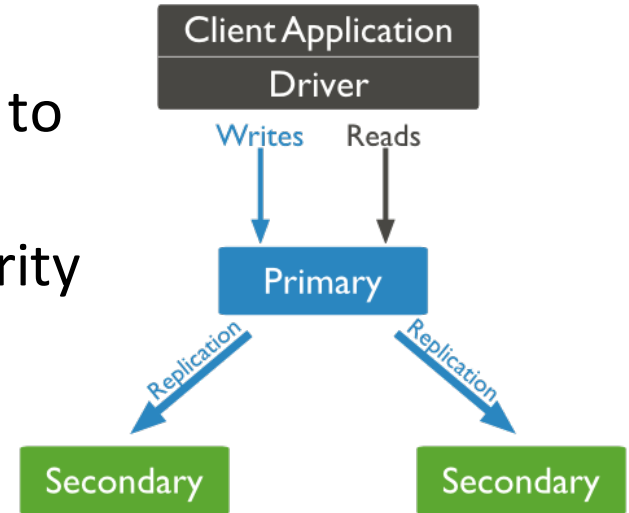 Client Application
Driver
to
Writes Reads
rity
Primary
Replication
Replication
Secondary
Secondary